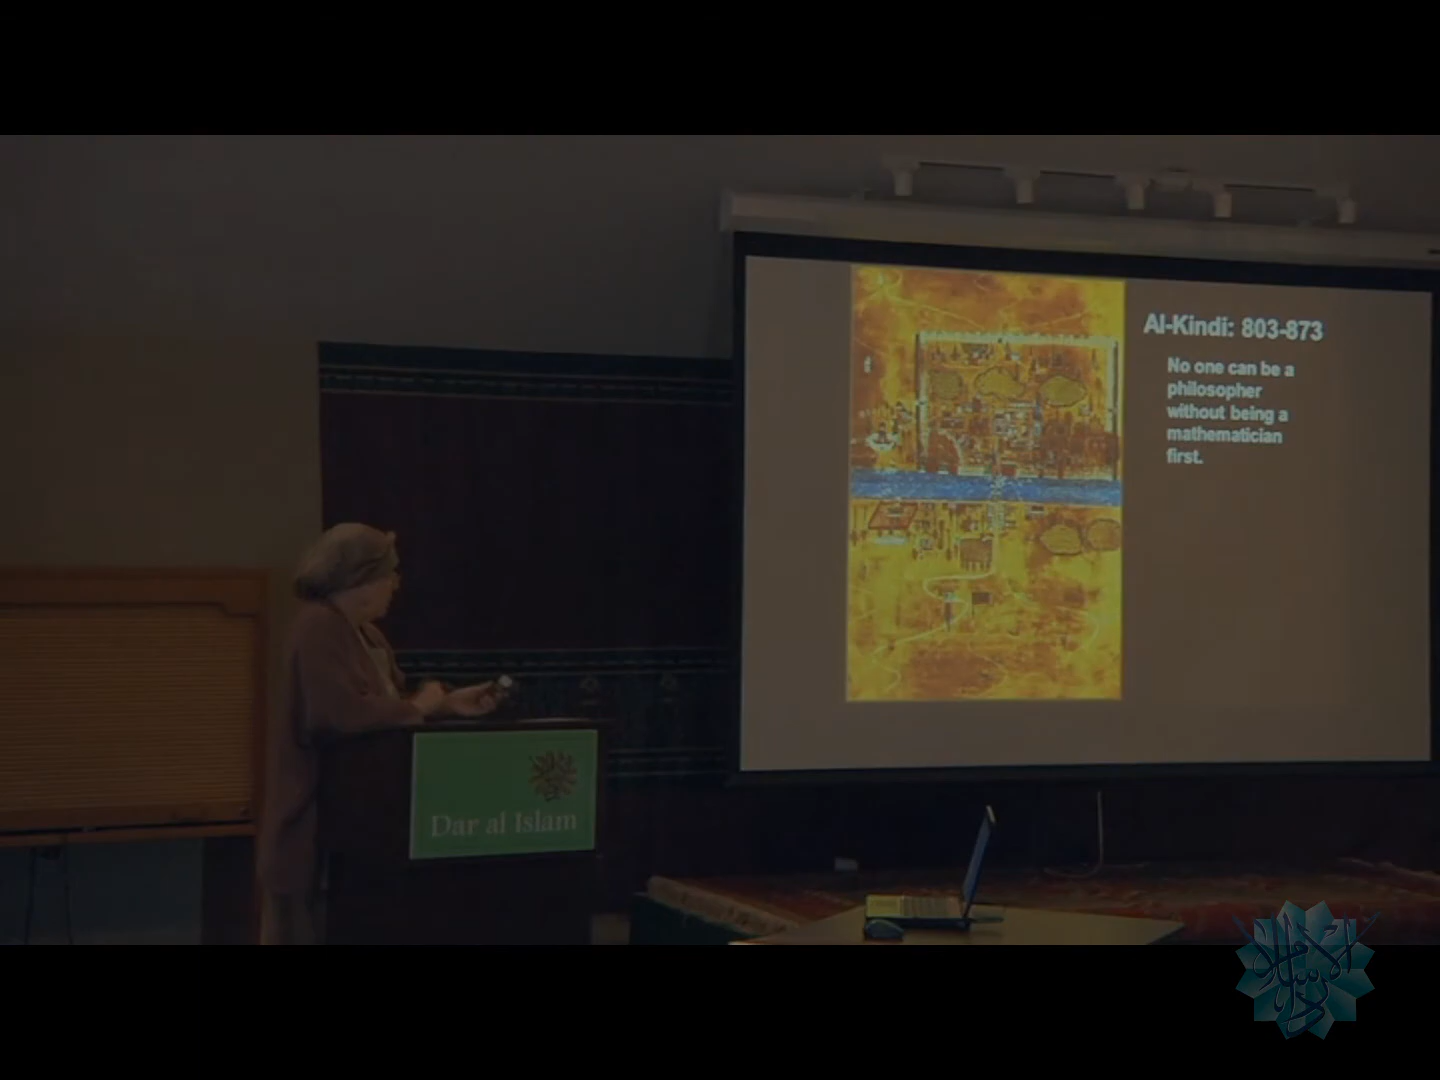 Al-Kindi: 803-873
No one can be a
philosopher
without being a
mathematician
first.
Dar al Islam